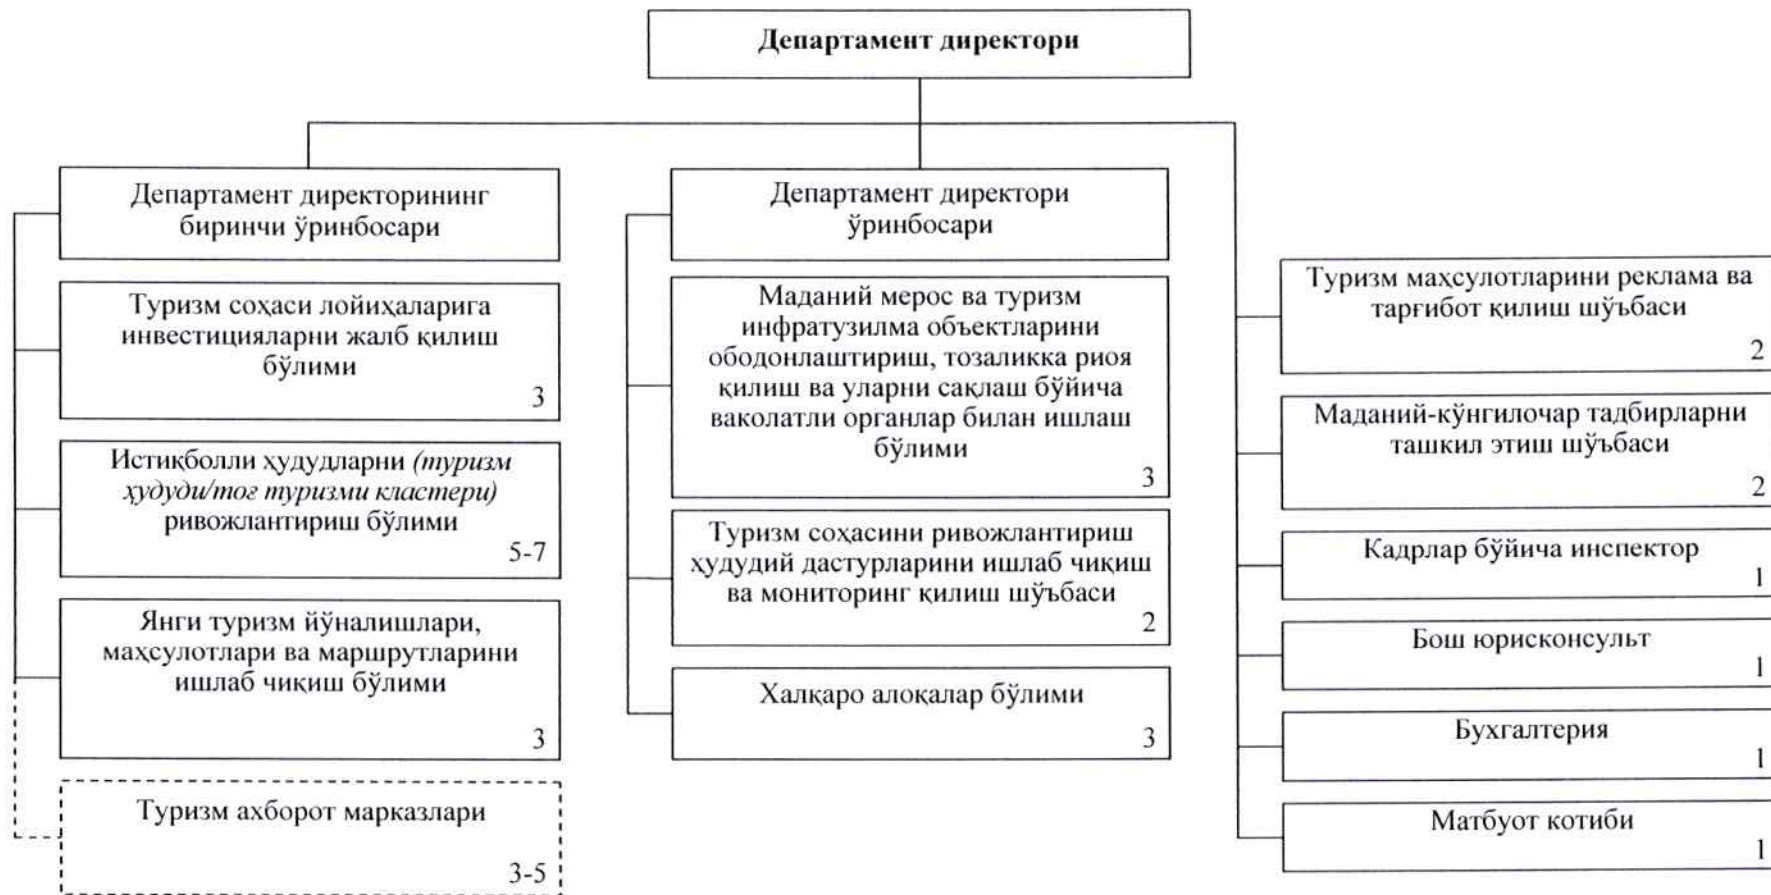 Департамент директори
Департамент директорининг
биринчи ўринбосари
Туризм соҳаси лойиҳаларига
инвестицияларни жалб қилиш
бўлими
3
Истиқболли ҳудудларни (туризм
ҳудуди/тоғ туризми кластери)
ривожлантириш бўлими
5-7
Янги туризм йўналишлари,
маҳсулотлари ва маршрутларини
ишлаб чиқиш бўлими
3
Туризм ахборот марказлари
3-5
Департамент директори
ўринбосари
Маданий мерос ва туризм
инфратузилма объектларини
ободонлаштириш, тозаликка риоя
қилиш ва уларни сақлаш бўйича
ваколатли органлар билан ишлаш
бўлими
3
Туризм соҳасини ривожлантириш
ҳудудий дастурларини ишлаб чиқиш
ва мониторинг қилиш шўъбаси
2
Халқаро алоқалар бўлими
3
Туризм маҳсулотларини реклама ва
тарғибот қилиш шўъбаси
2
Маданий-кўнгилочар тадбирларни
ташкил этиш шўъбаси
2
Кадрлар бўйича инспектор
1
Бош юрисконсульт
1
Бухгалтерия
1
Матбуот котиби
1